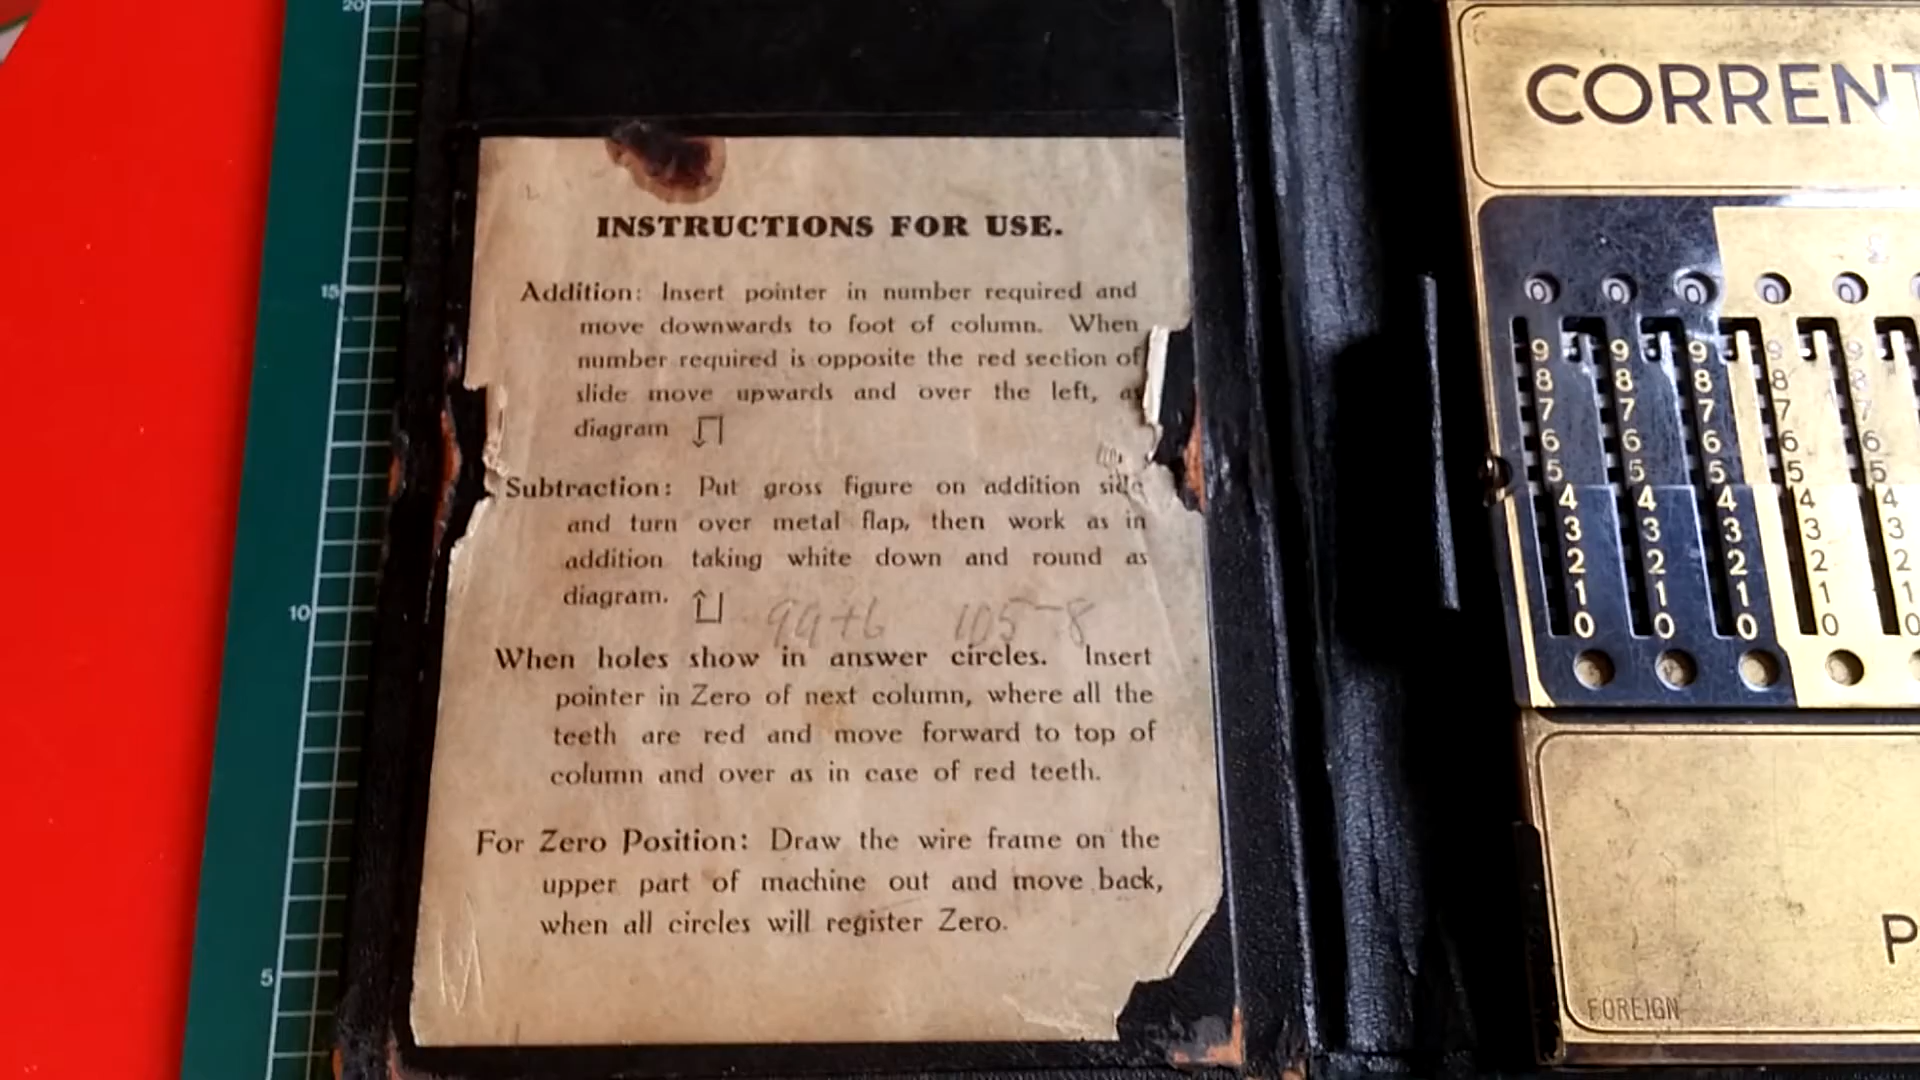 INSTRUCTIONS FOR USE.
Addition: Insert pointer in number required and
move downwards to foot of column. When
number required is opposite the red section of
slide move upwards and over the left, as
diagram
Subtraction: Put gross figure on addition side
and turn over metal flap, then work as in
addition taking white down and round as
diagram.
99+6 105-8
When holes show in answer circles. Insert
pointer in Zero of next column, where all the
teeth are red and move forward to top of
column and over as in case of red teeth.
For Zero Position: Draw the wire frame on the
upper part of machine out and move back,
when all circles will register Zero.
20
15
10
5
CORRENT
0 0 0 0 0
9 9 9 9 9
8 8 8 8 8
7 7 7 7 7
6 6 6 6 6
5 5 5 5 5
4 4 4 4 4
3 3 3 3 3
2 2 2 2 2
1 1 1 1 1
0 0 0 0 0
P
FOREIGN